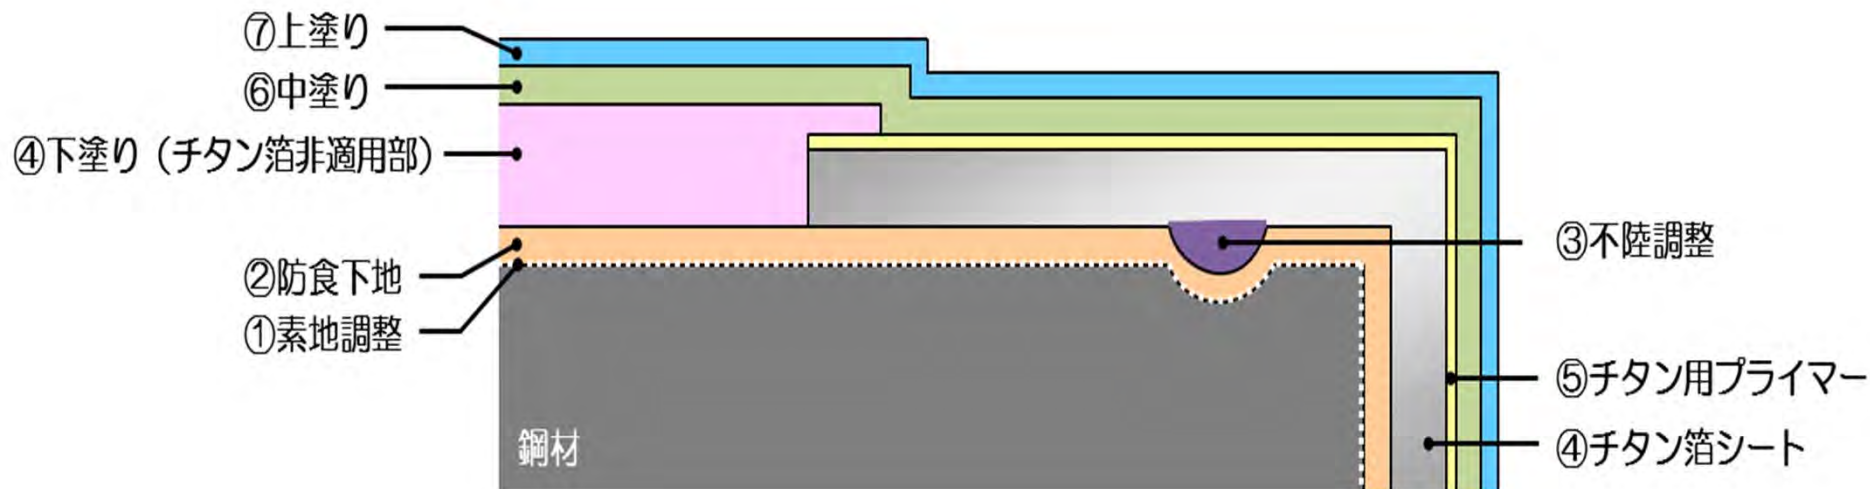 ⑦上塗り
⑥中塗り
④下塗り（チタン箔非適用部）
②防食下地
①素地調整
鋼材
③不陸調整
⑤チタン用プライマー
④チタン箔シート